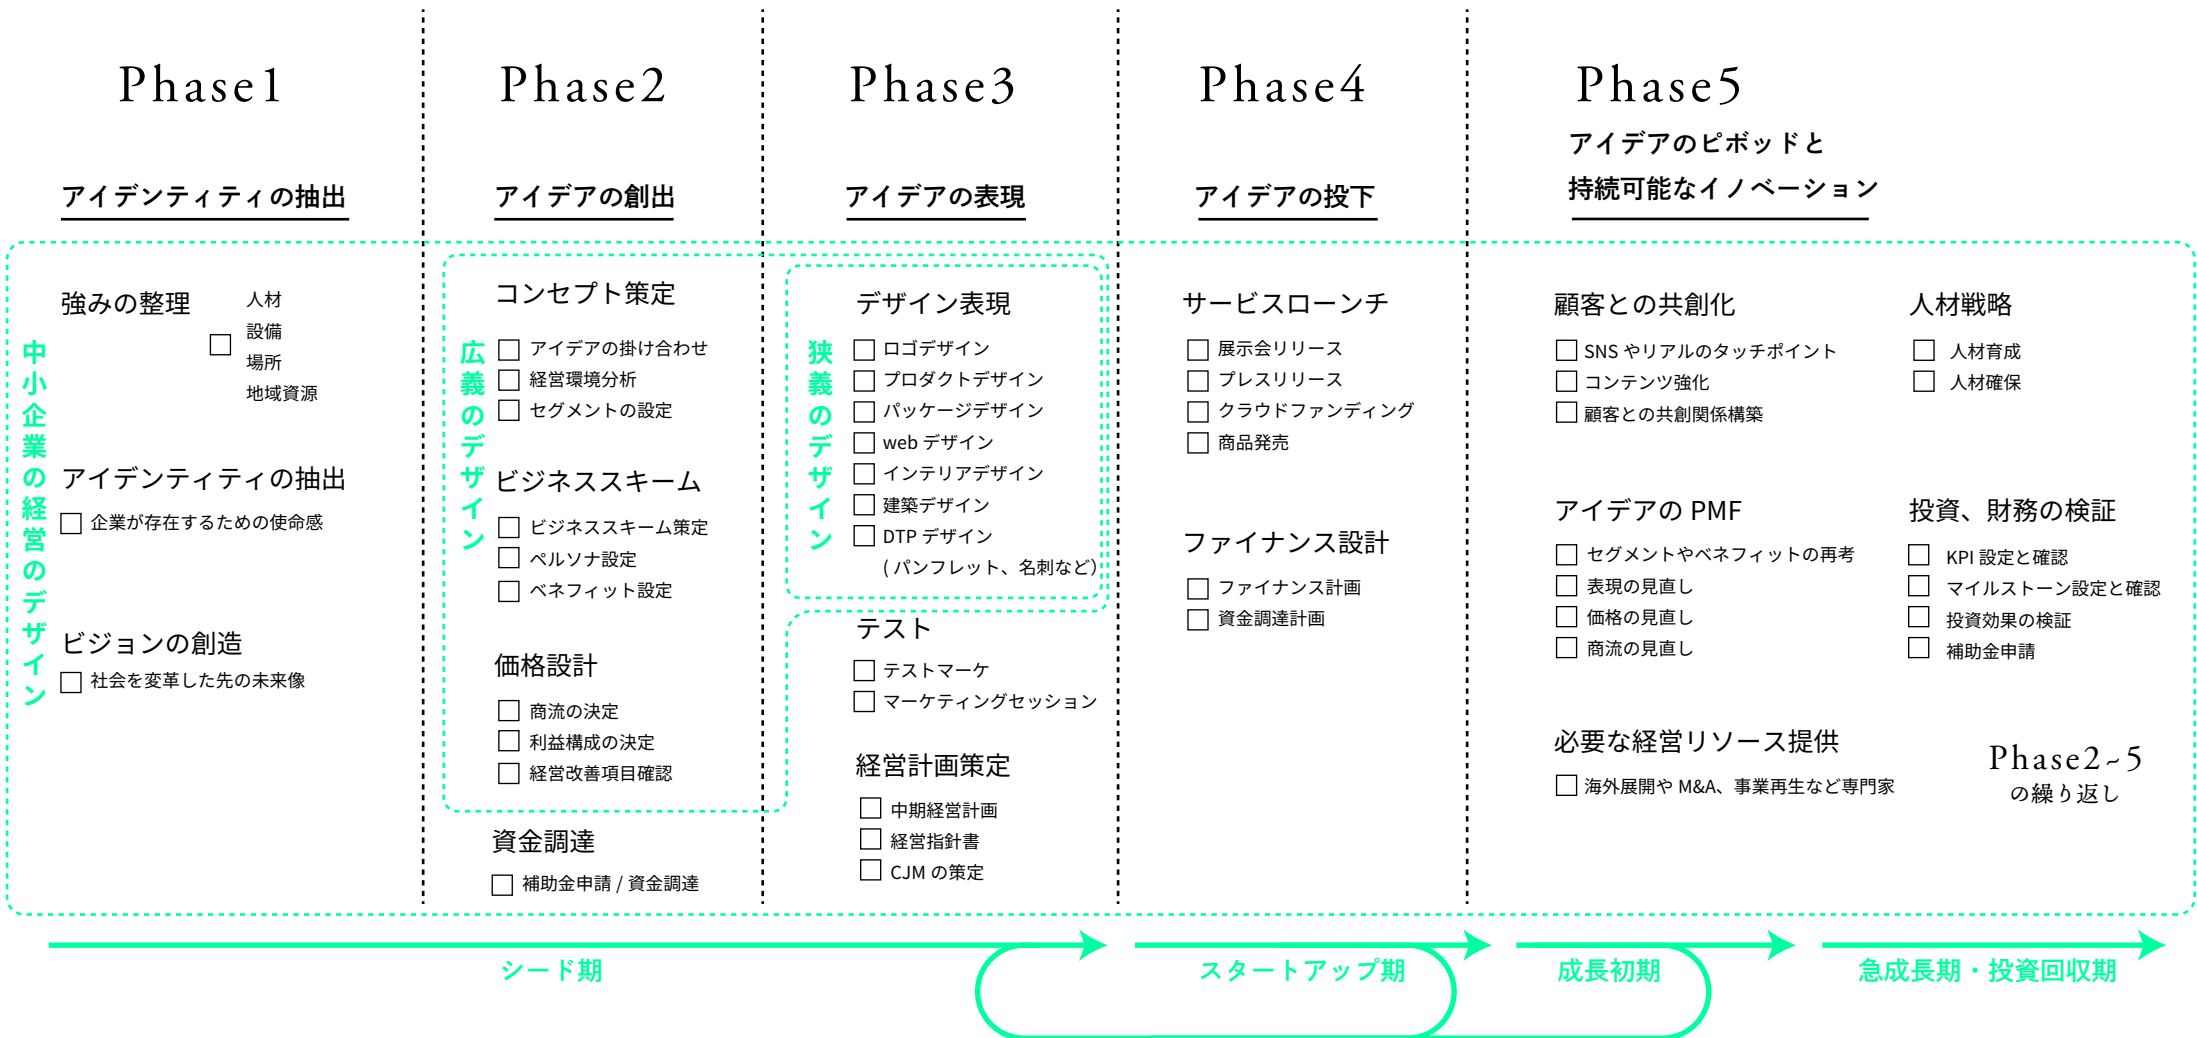 Phase1
アイデンティティの抽出
中小企業の経営のデザイン
強みの整理
人材
設備
場所
地域資源
アイデンティティの抽出
企業が存在するための使命感
ビジョンの創造
社会を変革した先の未来像
Phase2
アイデアの創出
広義のデザイン
コンセプト策定
アイデアの掛け合わせ
経営環境分析
セグメントの設定
ビジネススキーム
ビジネススキーム策定
ペルソナ設定
ベネフィット設定
価格設計
商流の決定
利益構成の決定
経営改善項目確認
資金調達
補助金申請 / 資金調達
Phase3
アイデアの表現
狭義のデザイン
デザイン表現
ロゴデザイン
プロダクトデザイン
パッケージデザイン
web デザイン
インテリアデザイン
建築デザイン
DTP デザイン
( パンフレット、名刺など)
テスト
テストマーケ
マーケティングセッション
経営計画策定
中期経営計画
経営指針書
CJM の策定
Phase4
アイデアの投下
サービスローンチ
展示会リリース
プレスリリース
クラウドファンディング
商品発売
ファイナンス設計
ファイナンス計画
資金調達計画
Phase5
アイデアのピボッドと
持続可能なイノベーション
顧客との共創化
SNS やリアルのタッチポイント
コンテンツ強化
顧客との共創関係構築
アイデアの PMF
セグメントやベネフィットの再考
表現の見直し
価格の見直し
商流の見直し
必要な経営リソース提供
海外展開や M&A、事業再生など専門家
人材戦略
人材育成
人材確保
投資、財務の検証
KPI 設定と確認
マイルストーン設定と確認
投資効果の検証
補助金申請
Phase2~5
の繰り返し
シード期
スタートアップ期
成長初期
急成長期・投資回収期